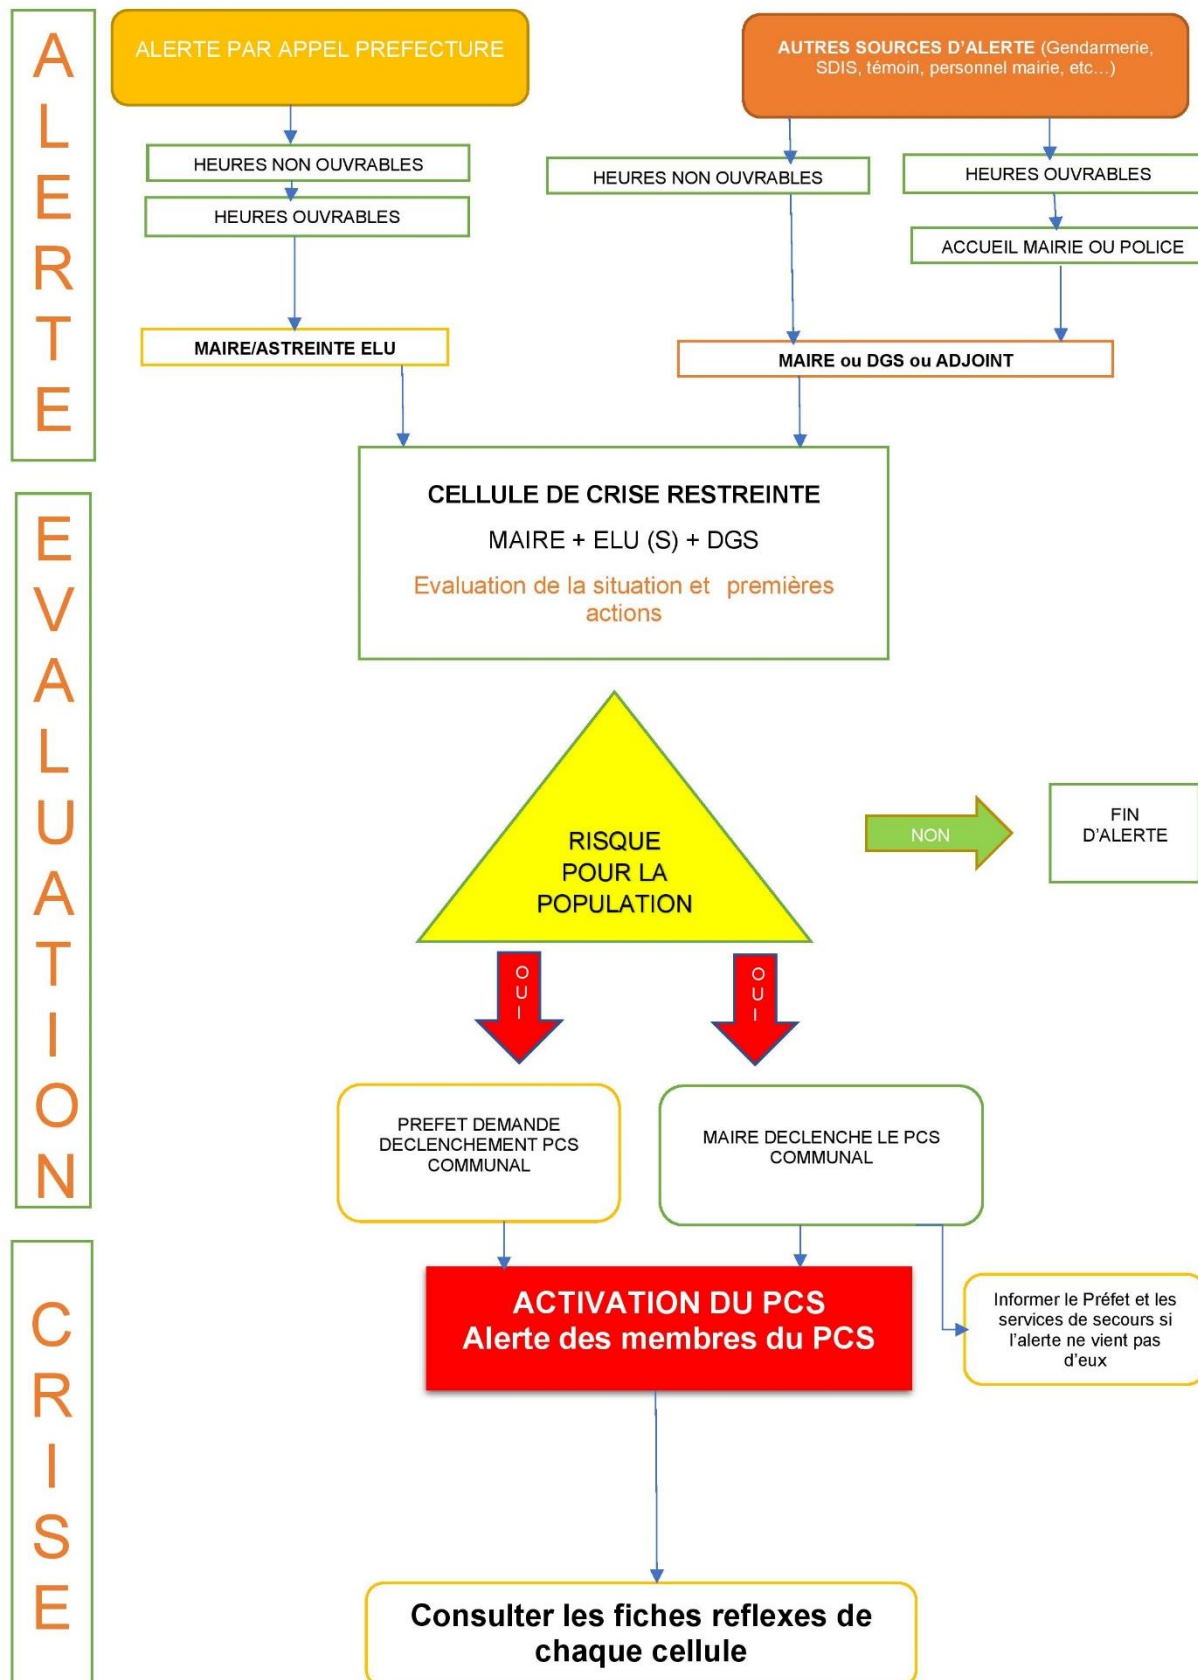 ALERTE
ALERTE PAR APPEL PREFECTURE
AUTRES SOURCES D'ALERTE (Gendarmerie,
SDIS, témoin, personnel mairie, etc…)
HEURES NON OUVRABLES
HEURES OUVRABLES
HEURES NON OUVRABLES
HEURES OUVRABLES
ACCUEIL MAIRIE OU POLICE
MAIRE/ASTREINTE ELU
MAIRE ou DGS ou ADJOINT
EVALUATION
CELLULE DE CRISE RESTREINTE
MAIRE + ELU (S) + DGS
Evaluation de la situation et premières
actions
RISQUE
POUR LA
POPULATION
NON
FIN
D'ALERTE
OUI
OUI
PREFET DEMANDE
DECLENCHEMENT PCS
COMMUNAL
MAIRE DECLENCHE LE PCS
COMMUNAL
CRISE
ACTIVATION DU PCS
Alerte des membres du PCS
Informer le Préfet et les
services de secours si
l'alerte ne vient pas
d'eux
Consulter les fiches reflexes de
chaque cellule